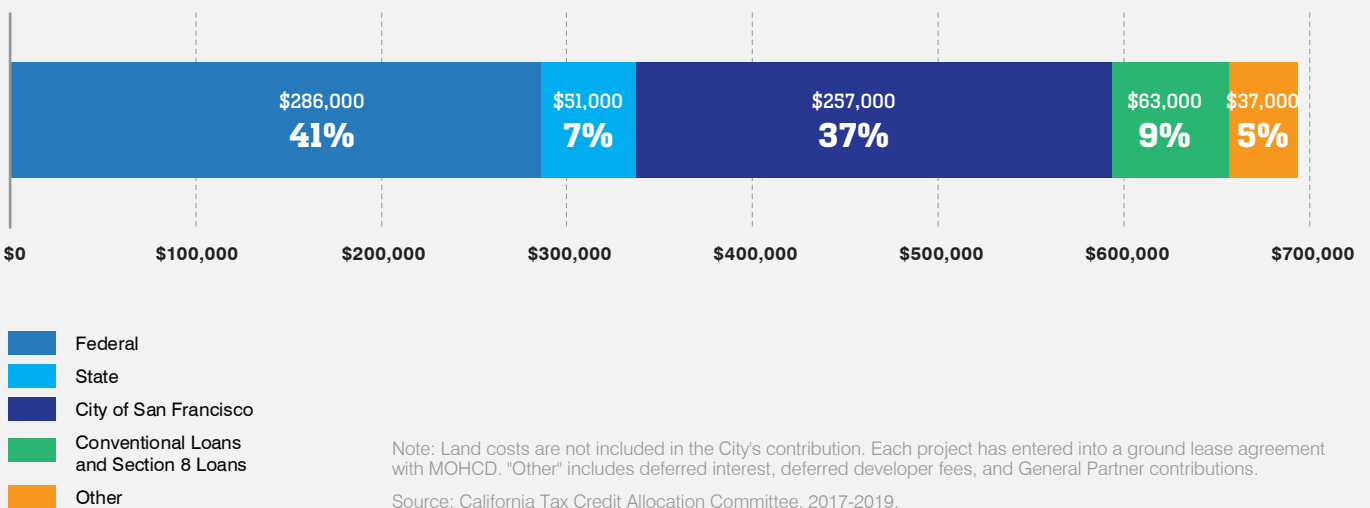 $286,000 $51,000 $257,000 $63,000 $37,000
41% 7% 37% 9% 5%
$0 $100,000 $200,000 $300,000 $400,000 $500,000 $600,000 $700,000
Federal
State
City of San Francisco
Conventional Loans
and Section 8 Loans
Other
Note: Land costs are not included in the City's contribution. Each project has entered into a ground lease agreement
with MOHCD. "Other" includes deferred interest, deferred developer fees, and General Partner contributions.
Source: California Tax Credit Allocation Committee, 2017-2019.